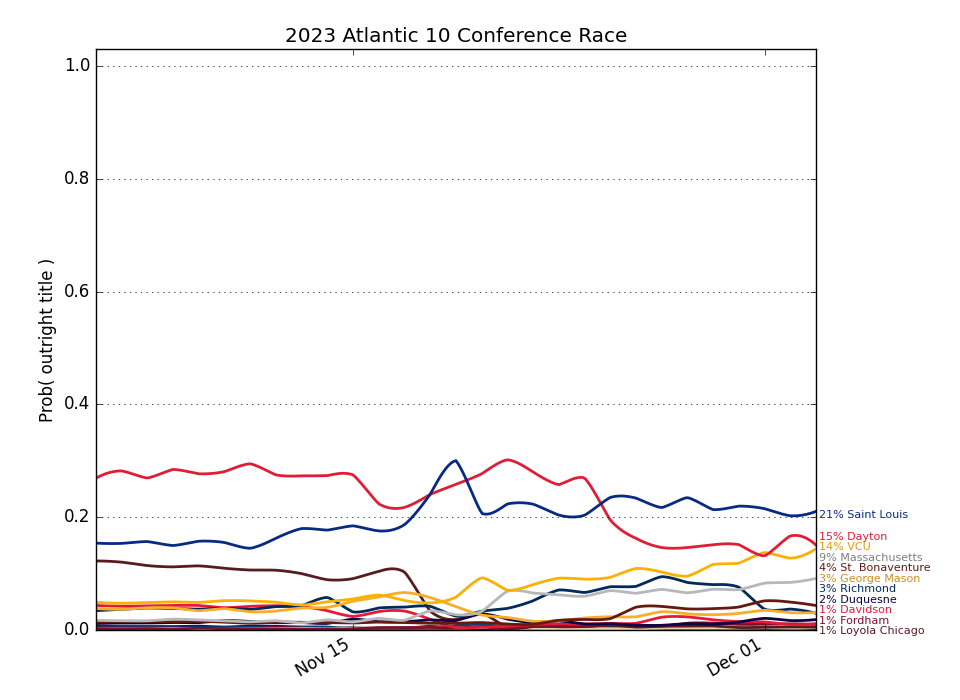 2023 Atlantic 10 Conference Race
Prob( outright title )
1.0
0.8
0.6
0.4
0.2
0.0
Nov 15
Dec 01
21% Saint Louis
15% Dayton
14% VCU
9% Massachusetts
4% St. Bonaventure
3% George Mason
3% Richmond
2% Duquesne
1% Davidson
1% Fordham
1% Loyola Chicago